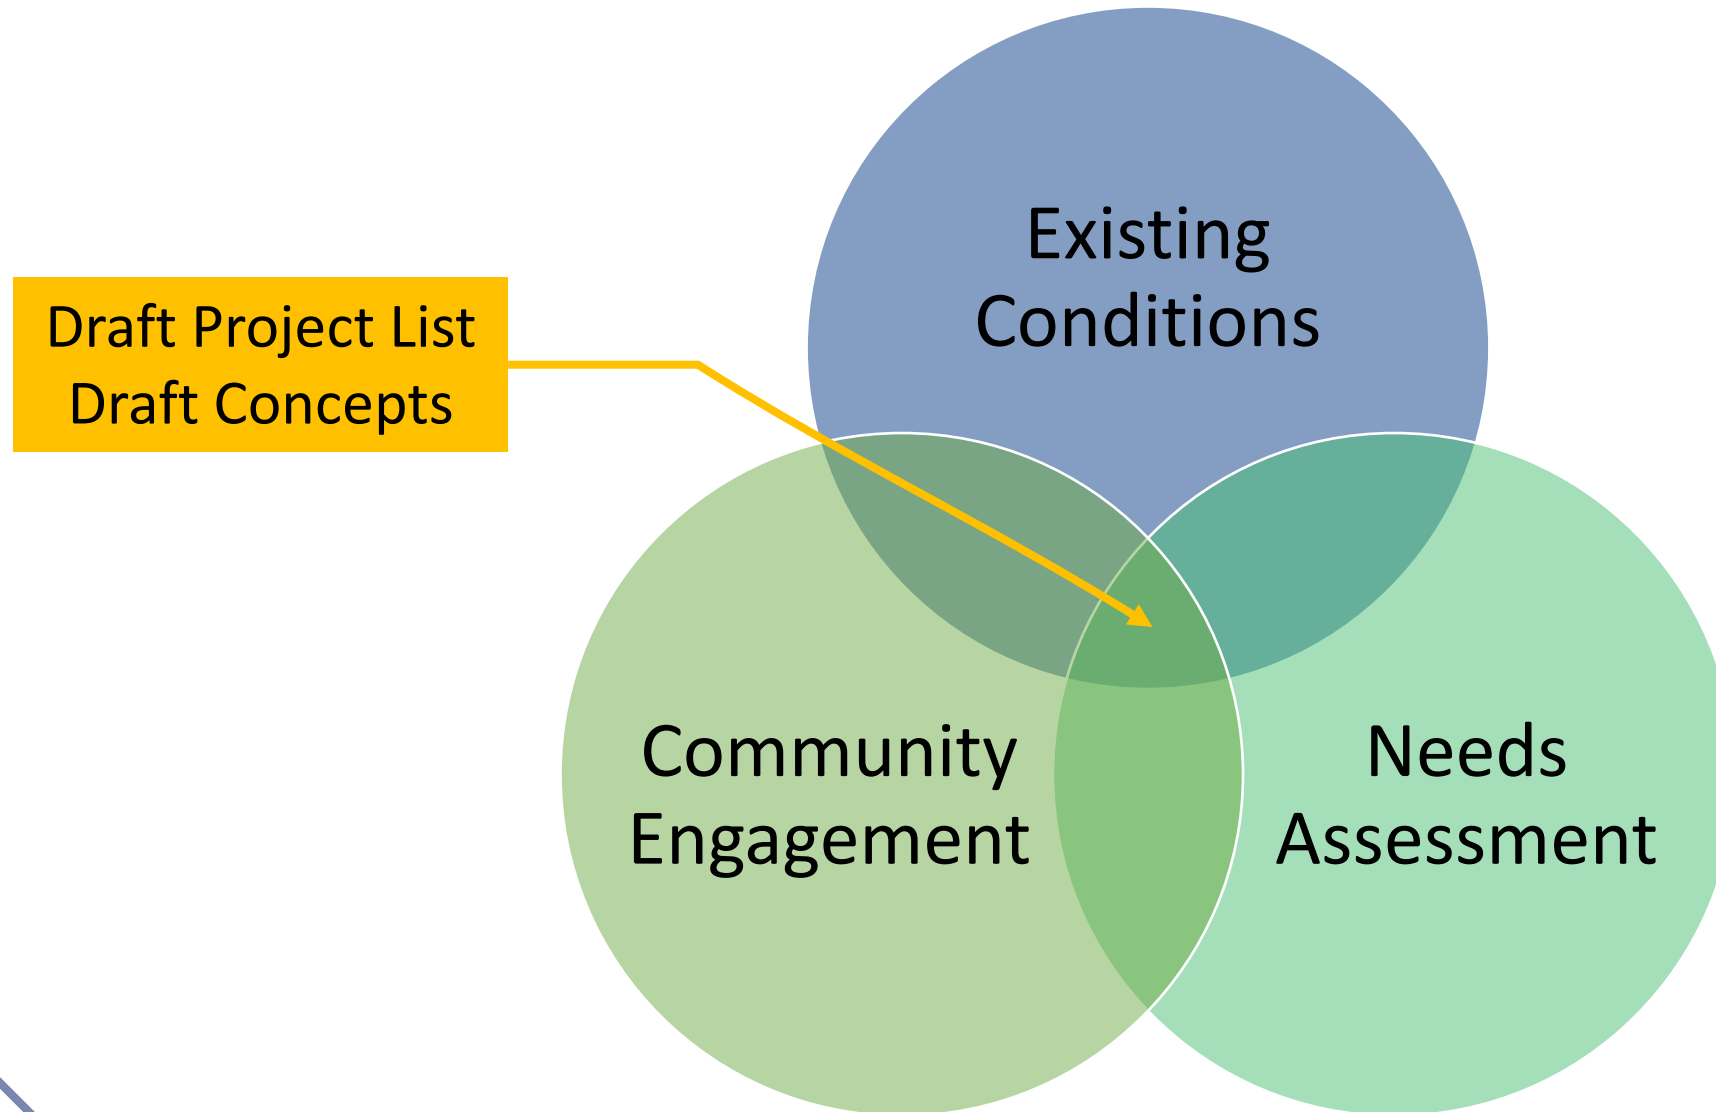 Existing
Conditions
Draft Project List
Draft Concepts
Community
Engagement
Needs
Assessment